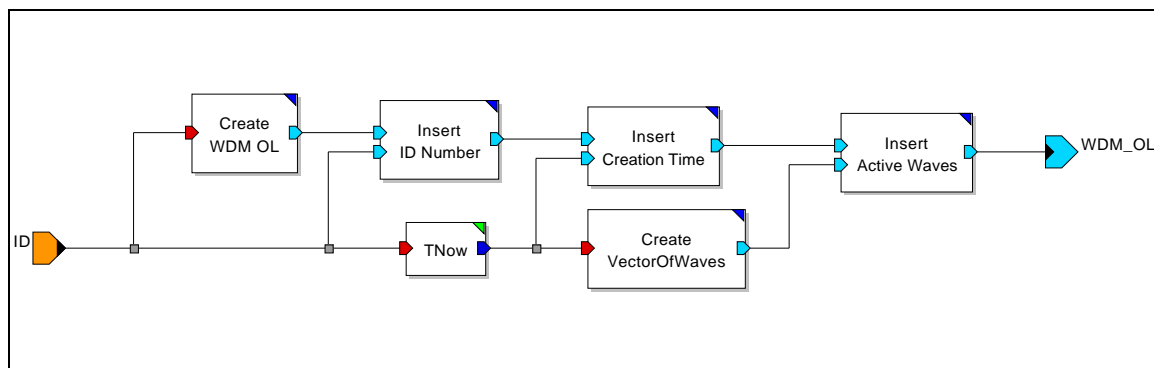 Create
WDM OL
Insert
ID Number
Insert
Creation Time
Insert
Active Waves
WDM_OL
ID
TNow
Create
VectorOfWaves